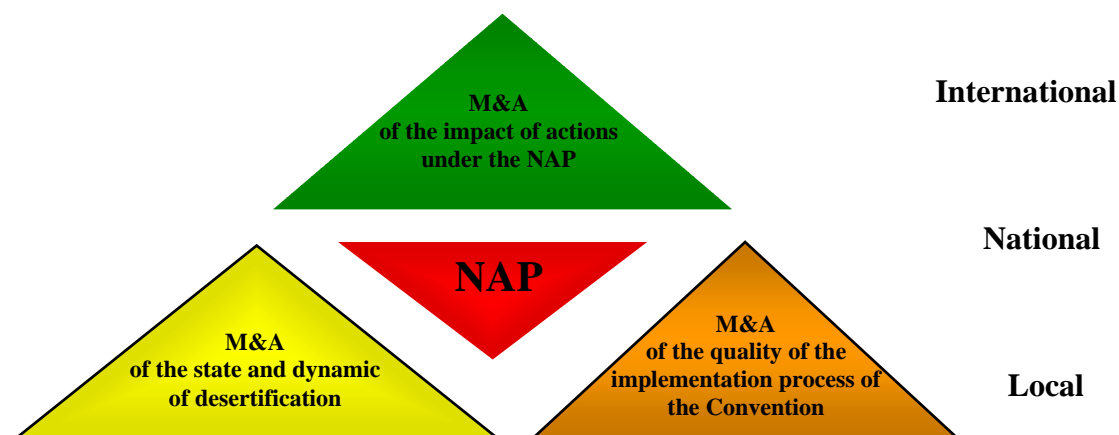 M&A
of the impact of actions
under the NAP
International
National
NAP
M&A
of the state and dynamic
of desertification
M&A
of the quality of the
implementation process of
the Convention
Local